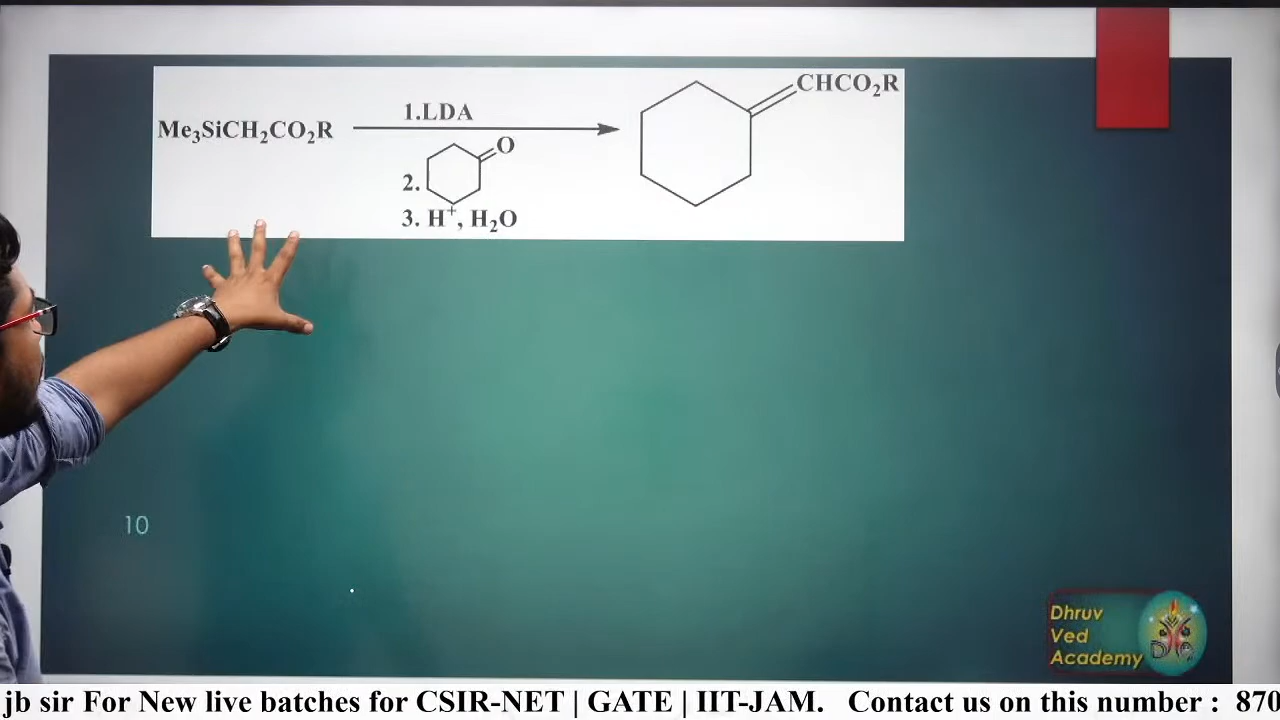 Me₃SiCH₂CO₂R
1.LDA
O
2.
3. H⁺, H₂O
CHCO₂R
10
Dhruv
Ved
Academy
jb sir For New live batches for CSIR-NET | GATE | IIT-JAM. Contact us on this number : 870